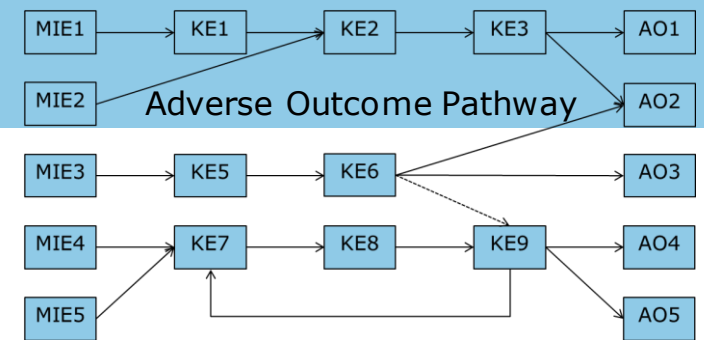 MIE1 KE1 KE2 KE3 AO1
MIE2 Adverse Outcome Pathway AO2
MIE3 KE5 KE6 AO3
MIE4 KE7 KE8 KE9 AO4
MIE5 AO5